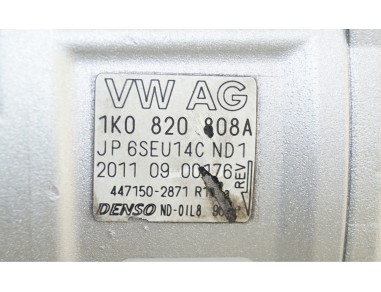 VW AG
1K0 820 808A
JP 6SEU14C ND1
2011 09 00176
REV
447150-2871
DENSO ND-OIL8